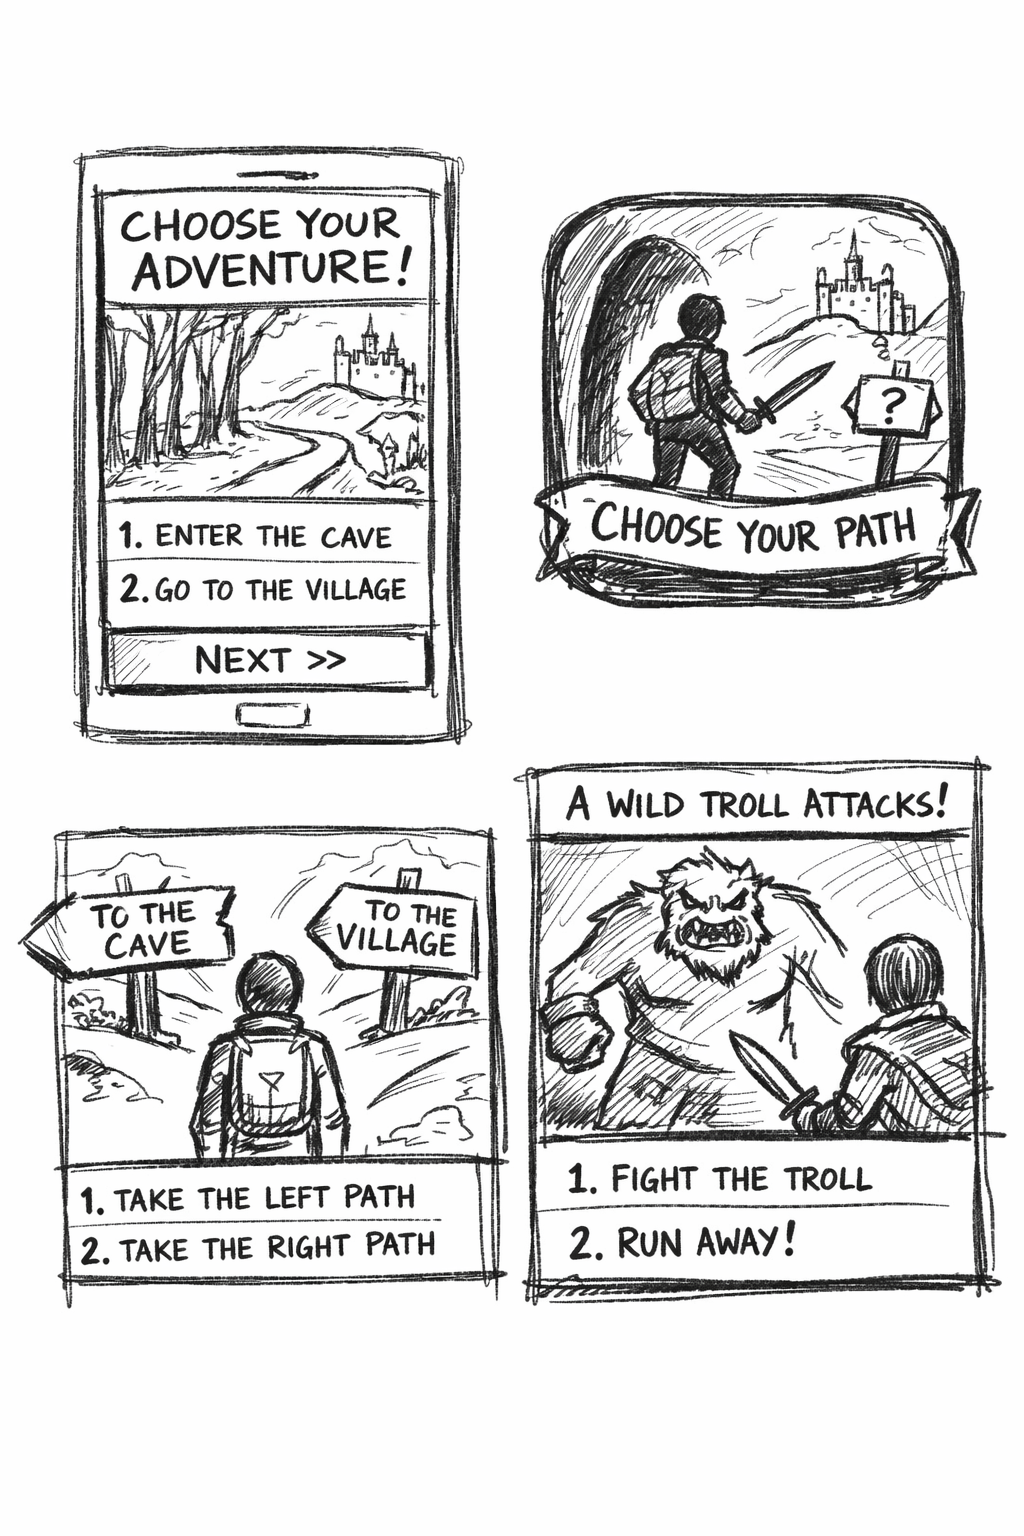 CHOOSE YOUR
ADVENTURE!
1. ENTER THE CAVE
2. GO TO THE VILLAGE
NEXT >>
?
CHOOSE YOUR PATH
TO THE
CAVE
TO THE
VILLAGE
1. TAKE THE LEFT PATH
2. TAKE THE RIGHT PATH
A WILD TROLL ATTACKS!
1. FIGHT THE TROLL
2. RUN AWAY!